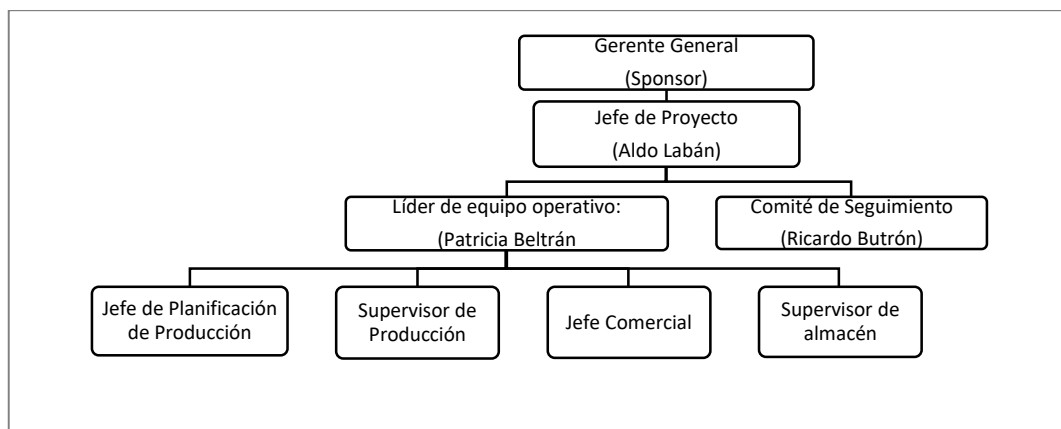 Gerente General
(Sponsor)
Jefe de Proyecto
(Aldo Labán)
Líder de equipo operativo:
(Patricia Beltrán
Comité de Seguimiento
(Ricardo Butrón)
Jefe de Planificación
de Producción
Supervisor de
Producción
Jefe Comercial
Supervisor de
almacén